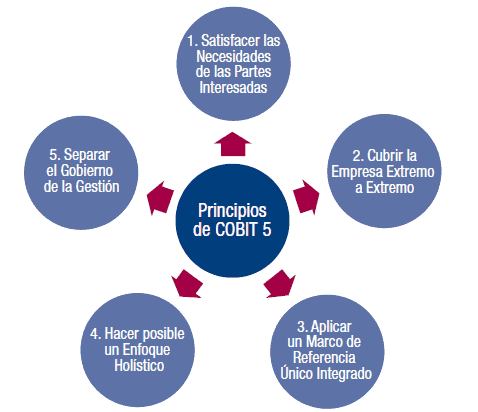 1. Satisfacer las
Necesidades
de las Partes
Interesadas
2. Cubrir la
Empresa Extremo
a Extremo
3. Aplicar
un Marco de
Referencia
Único Integrado
4. Hacer posible
un Enfoque
Holístico
5. Separar
el Gobierno
de la Gestión
Principios
de COBIT 5